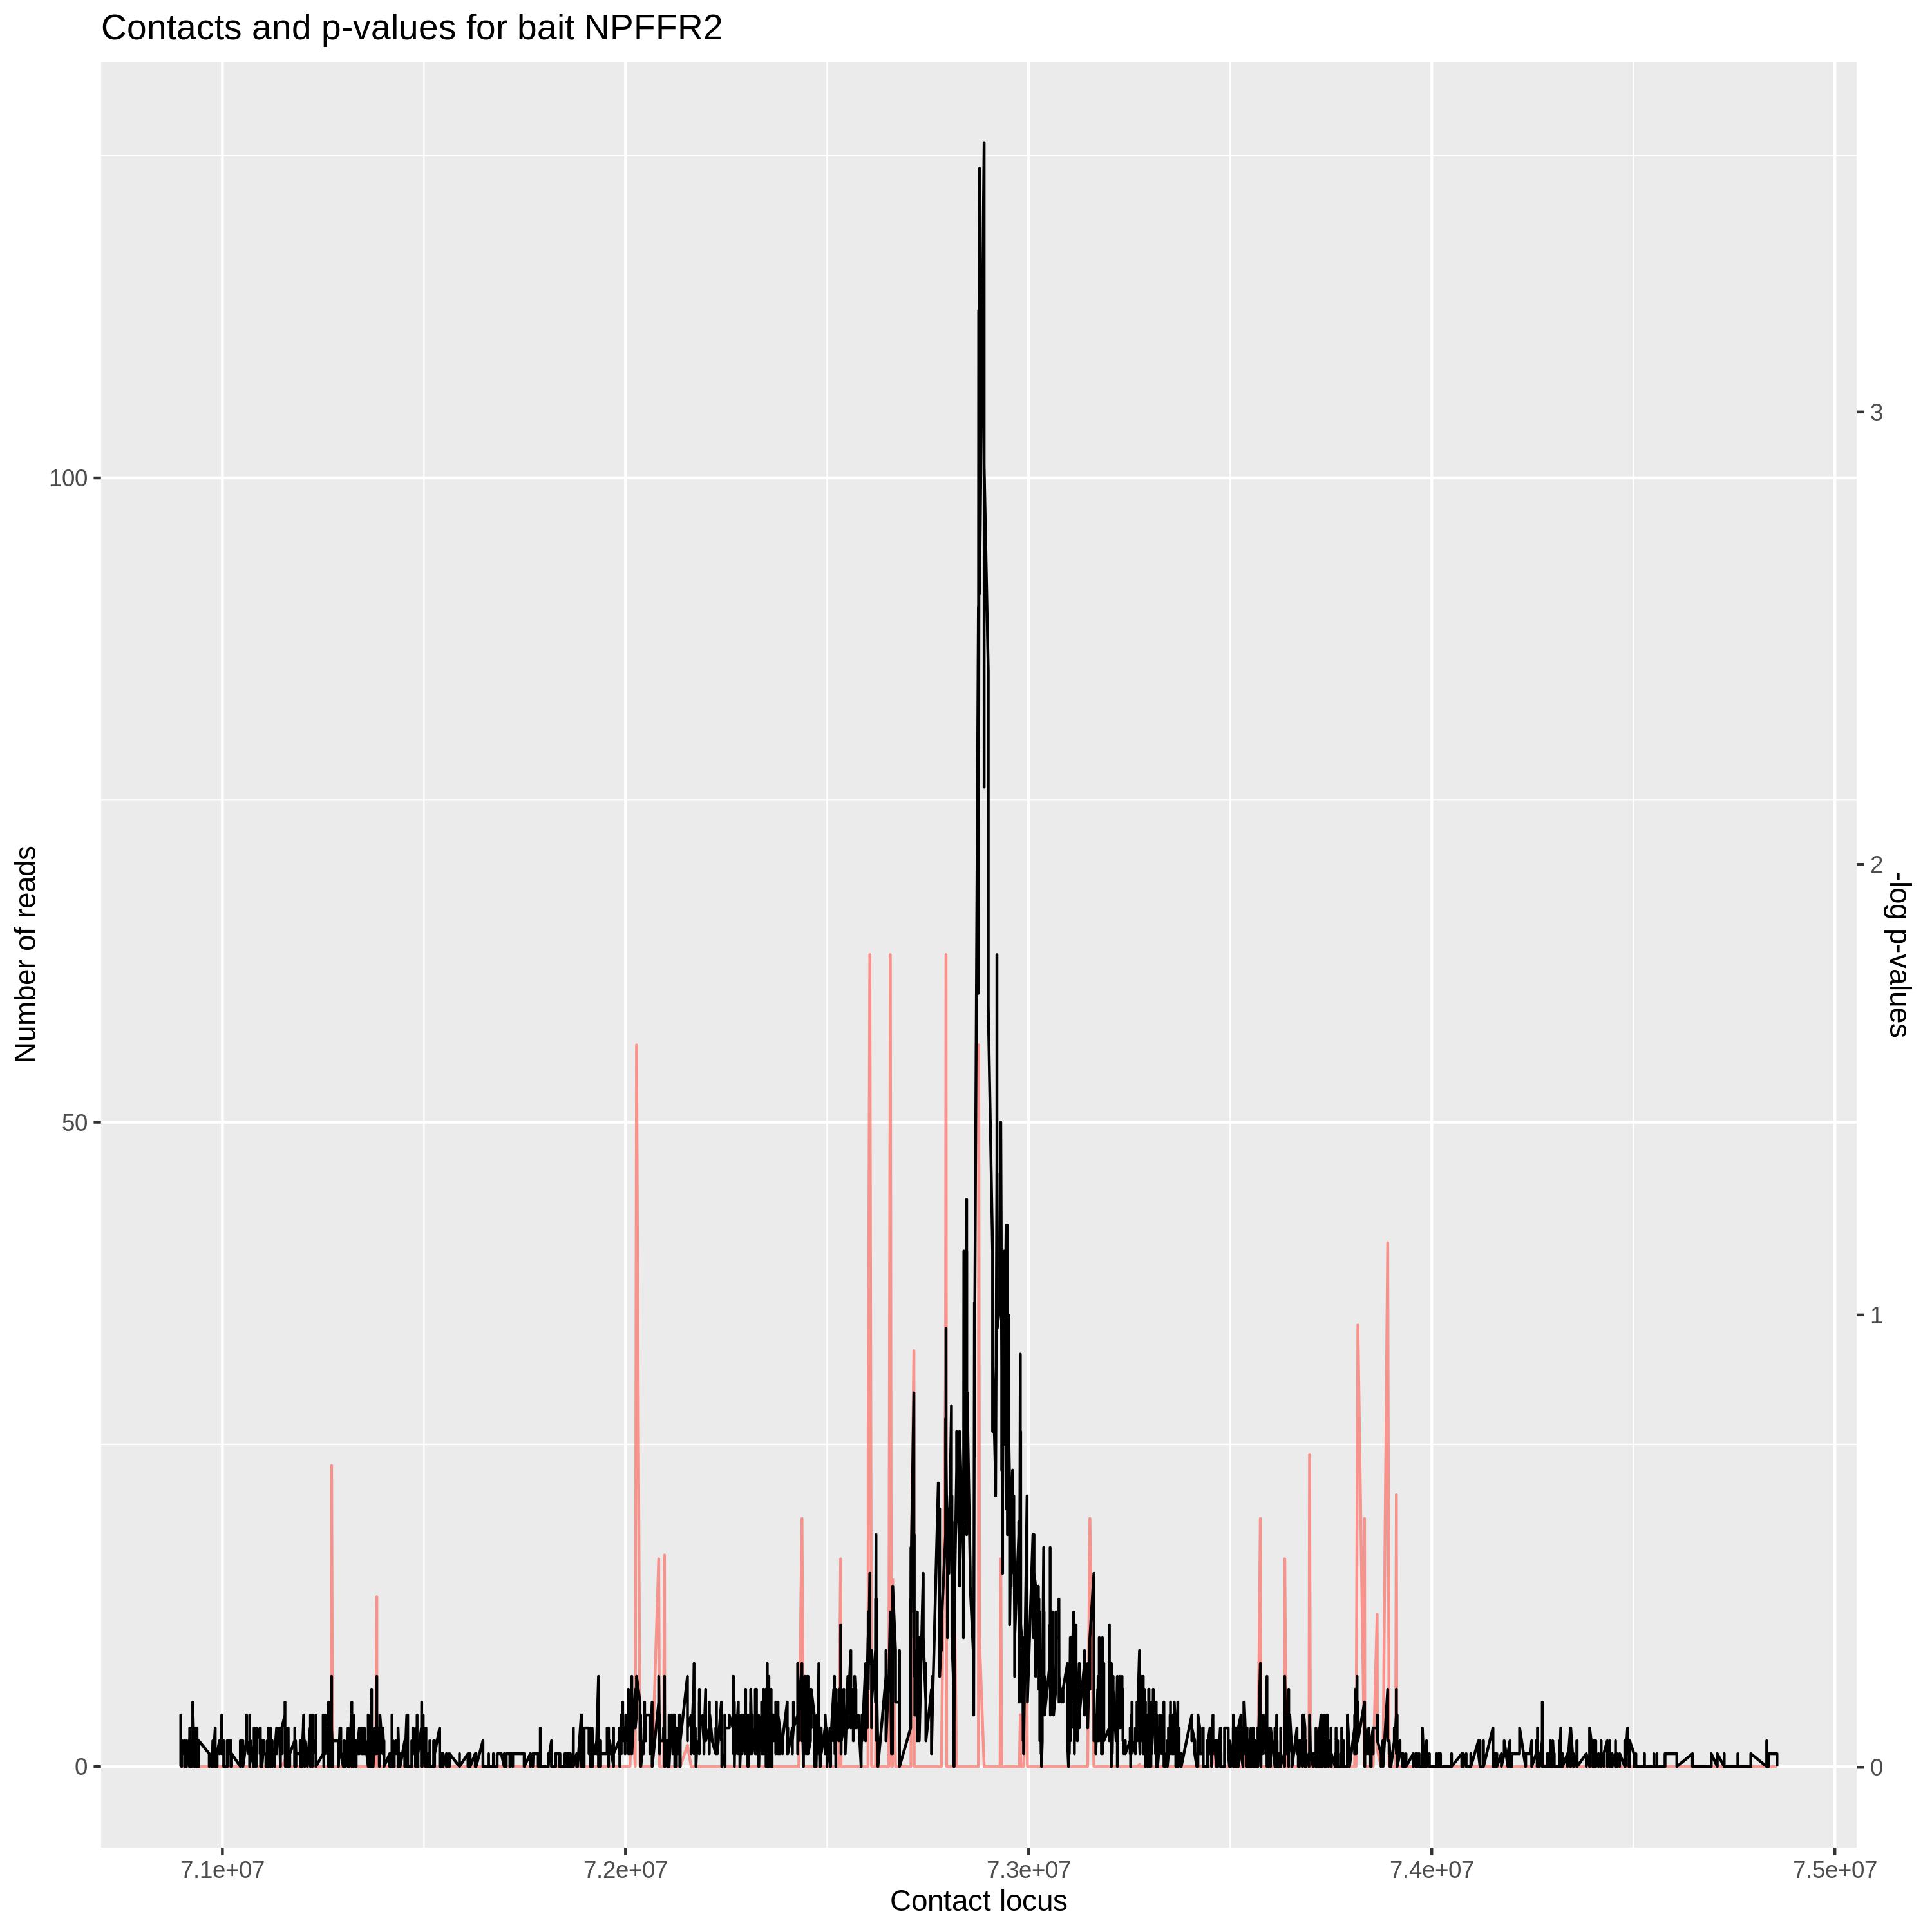 Contacts and p-values for bait NPFFR2
Number of reads
100
50
0
3
2
1
0
-log p-values
7.1e+07
7.2e+07
7.3e+07
7.4e+07
7.5e+07
Contact locus